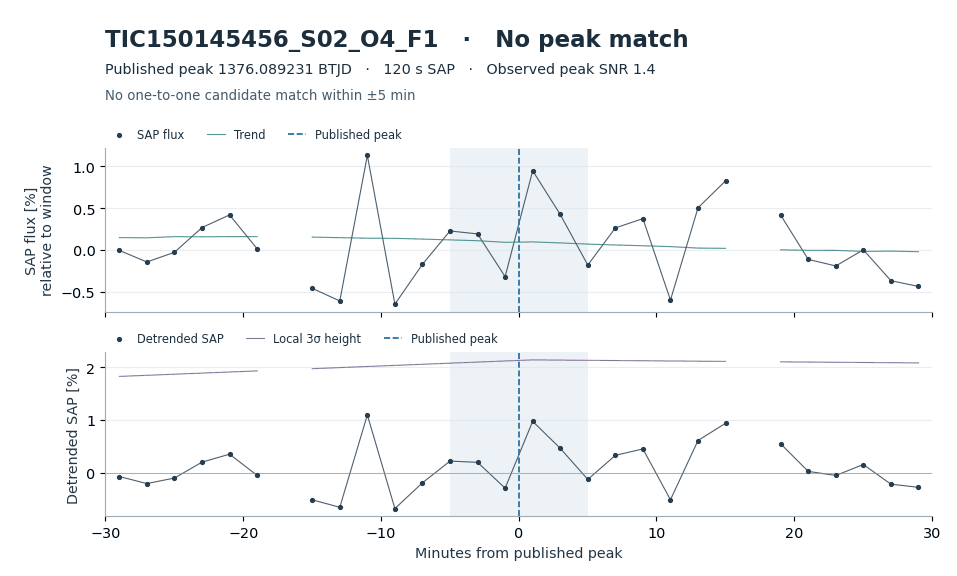 TIC150145456_S02_O4_F1 · No peak match
Published peak 1376.089231 BTJD · 120 s SAP · Observed peak SNR 1.4
No one-to-one candidate match within ±5 min
SAP flux Trend Published peak
SAP flux [%]
relative to window
1.0
0.5
0.0
−0.5
Detrended SAP Local 3σ height Published peak
Detrended SAP [%]
2
1
0
−30 −20 −10 0 10 20 30
Minutes from published peak